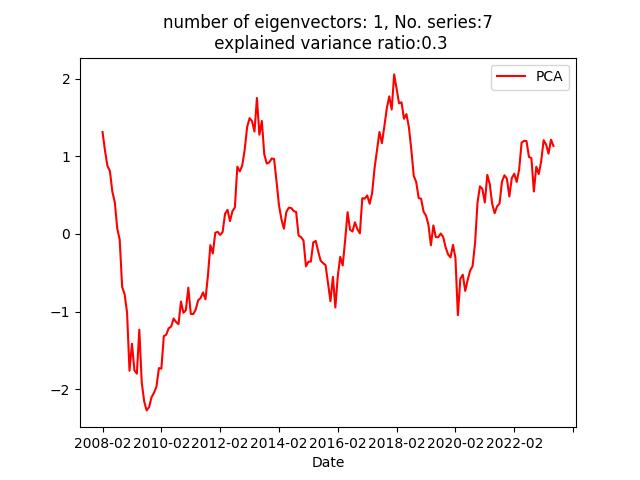 number of eigenvectors: 1, No. series:7
explained variance ratio:0.3
PCA
2
1
0
−1
−2
2008-02 2010-02 2012-02 2014-02 2016-02 2018-02 2020-02 2022-02
Date